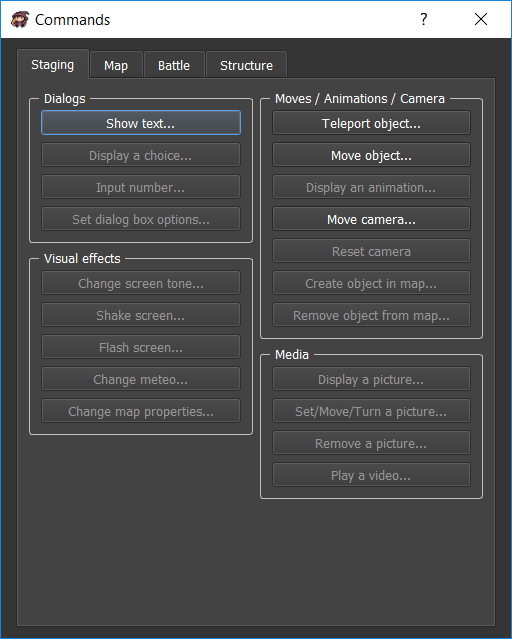 Commands
?
Staging
Map
Battle
Structure
Dialogs
Show text...
Display a choice...
Input number...
Set dialog box options...
Visual effects
Change screen tone...
Shake screen...
Flash screen...
Change meteo...
Change map properties...
Moves / Animations / Camera
Teleport object...
Move object...
Display an animation...
Move camera...
Reset camera
Create object in map...
Remove object from map...
Media
Display a picture...
Set/Move/Turn a picture...
Remove a picture...
Play a video...